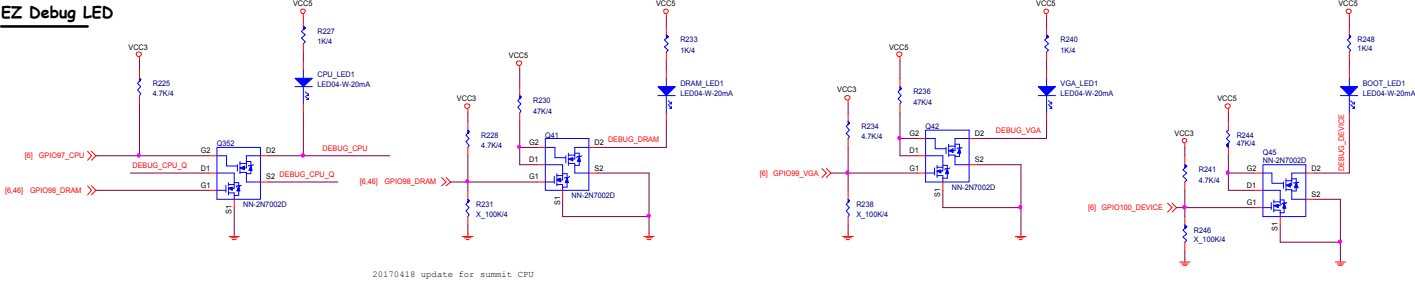 EZ Debug LED
VCC5
R227
1K/4
CPU_LED1
LED04-W-20mA
VCC3
R225
4.7K/4
Q352
G2
D2
D1
S2
G1
S1
NN-2N7002D
[6] GPIO97_CPU
DEBUG_CPU_Q
[6,46] GPIO98_DRAM
DEBUG_CPU
DEBUG_CPU_Q
VCC5
R233
1K/4
DRAM_LED1
LED04-W-20mA
VCC5
R230
47K/4
VCC3
R228
4.7K/4
Q41
G2
D2
D1
S2
G1
S1
NN-2N7002D
DEBUG_DRAM
[6,46] GPIO98_DRAM
R231
X_100K/4
VCC5
R240
1K/4
VGA_LED1
LED04-W-20mA
VCC5
R236
47K/4
VCC3
R234
4.7K/4
Q42
G2
D2
D1
S2
G1
S1
NN-2N7002D
DEBUG_VGA
[6] GPIO99_VGA
R238
X_100K/4
VCC5
R248
1K/4
BOOT_LED1
LED04-W-20mA
VCC5
R244
47K/4
VCC3
R241
4.7K/4
Q45
NN-2N7002D
G2
D2
D1
S2
G1
S1
DEBUG_DEVICE
[6] GPIO100_DEVICE
R246
X_100K/4
20170418 update for summit CPU